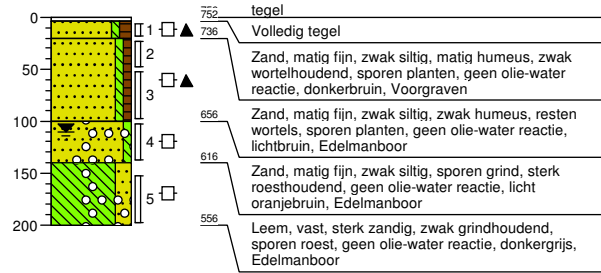 tegel
0
752
Volledig tegel
1
736
2
Zand, matig fijn, zwak siltig, matig humeus, zwak
wortelhoudend, sporen planten, geen olie-water
reactie, donkerbruin, Voorgraven
50
3
100
656
Zand, matig fijn, zwak siltig, zwak humeus, resten
wortels, sporen planten, geen olie-water reactie,
lichtbruin, Edelmanboor
4
616
150
Zand, matig fijn, zwak siltig, sporen grind, sterk
roesthoudend, geen olie-water reactie, licht
oranjebruin, Edelmanboor
5
200
556
Leem, vast, sterk zandig, zwak grindhoudend,
sporen roest, geen olie-water reactie, donkergrijs,
Edelmanboor